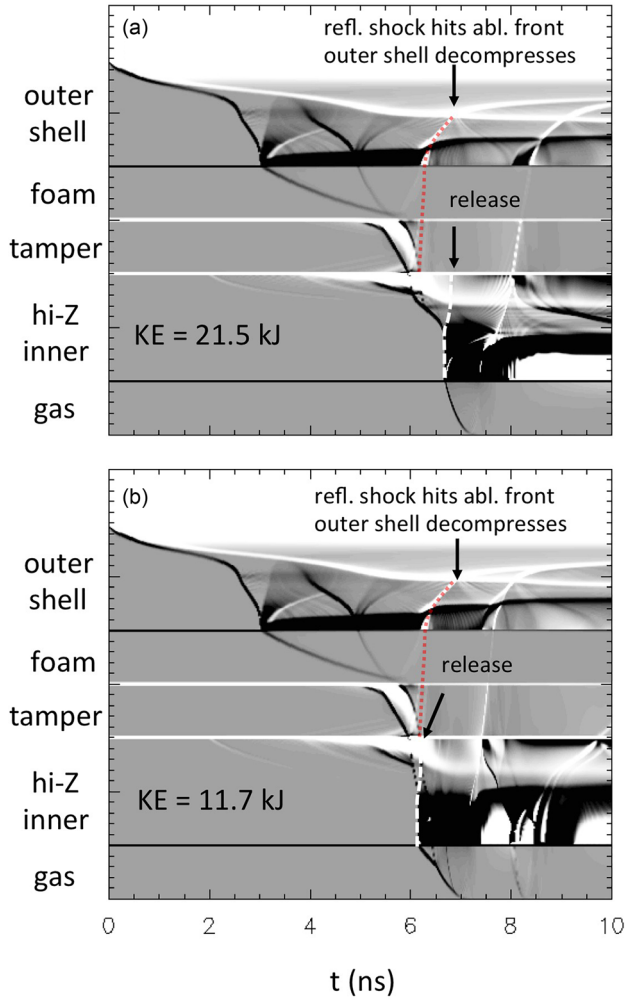 (a)
refl. shock hits abl. front
outer shell decompresses
outer
shell
foam
release
tamper
hi-Z
inner
KE = 21.5 kJ
gas
(b)
refl. shock hits abl. front
outer shell decompresses
outer
shell
foam
release
tamper
hi-Z
inner
KE = 11.7 kJ
gas
0 2 4 6 8 10
t (ns)